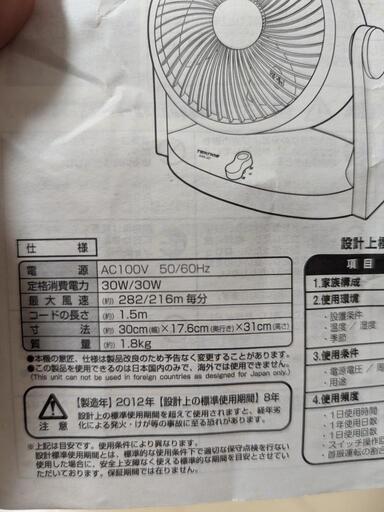 TEKNOS
仕様
電源 AC100V 50/60Hz
定格消費電力 30W/30W
最大風速 (約) 282/216m 毎分
コードの長さ (約) 1.5m
寸法 (約) 30cm(幅)×17.6cm(奥行き)×31cm(高さ)
質量 (約) 1.8kg
●本機の意匠、仕様は製品改良のため予告なく変更することがあります。
●この製品を使用できるのは日本国内のみで、海外では使用できません。
(This unit can not be used in foreign countries as designed for Japan only.)
注意
【製造年】2012年【設計上の標準使用期間】8年
設計上の標準使用期間を超えて使用されますと、経年劣
化による発火・けが等の事故に至る恐れがあります。
※上記は目安です。使用条件により異なります。
設計標準使用期間とは、標準的な使用条件下で適切な保守点検を行ない
使用した場合に、安全上支障なく使える期間を目安とさせていた
だいております。保証期間ではありません。
設計上標
項目
1.家族構成
2.使用環境
・設置条件
・温度／湿度
・季節
3.使用条件
・電源電圧／周
・用途
4.使用頻度
・1日使用時間
・1年使用日数
・1日使用回数
・スイッチ操作回
・首振運転の割合